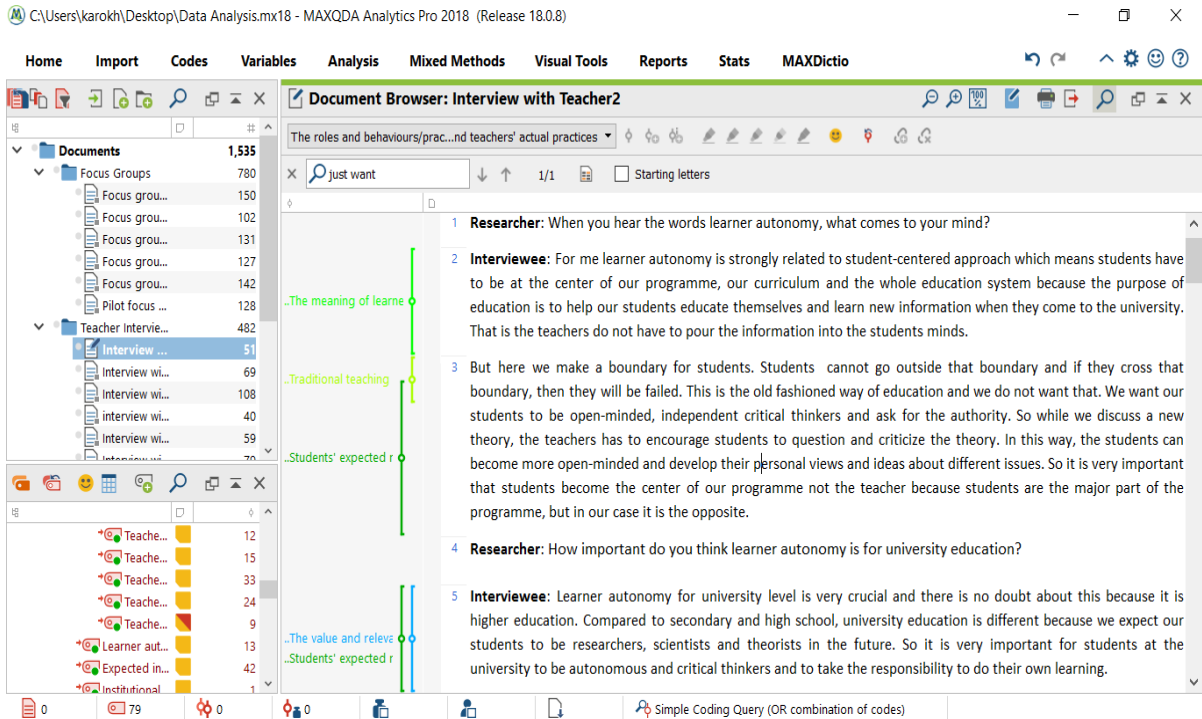 C:\Users\karokh\Desktop\Data Analysis.mx18 - MAXQDA Analytics Pro 2018 (Release 18.0.8)
Home Import Codes Variables Analysis Mixed Methods Visual Tools Reports Stats MAXDictio
Document Browser: Interview with Teacher2
#
Documents 1,535
Focus Groups 780
Focus grou... 150
Focus grou... 102
Focus grou... 131
Focus grou... 127
Focus grou... 142
Pilot focus ... 128
Teacher Intervie... 482
Interview ... 51
Interview wi... 69
Interview wi... 108
interview wi... 40
Interview wi... 59
Interview wi... 70
Teache... 12
Teache... 15
Teache... 33
Teache... 24
Teache... 9
Learner aut... 13
Expected in... 42
Institutional 1
The roles and behaviours/prac...nd teachers' actual practices
just want 1/1 Starting letters
..The meaning of learne
..Traditional teaching
..Students' expected r
..The value and releva
..Students' expected r
1 Researcher: When you hear the words learner autonomy, what comes to your mind?
2 Interviewee: For me learner autonomy is strongly related to student-centered approach which means students have
to be at the center of our programme, our curriculum and the whole education system because the purpose of
education is to help our students educate themselves and learn new information when they come to the university.
That is the teachers do not have to pour the information into the students minds.
3 But here we make a boundary for students. Students cannot go outside that boundary and if they cross that
boundary, then they will be failed. This is the old fashioned way of education and we do not want that. We want our
students to be open-minded, independent critical thinkers and ask for the authority. So while we discuss a new
theory, the teachers has to encourage students to question and criticize the theory. In this way, the students can
become more open-minded and develop their personal views and ideas about different issues. So it is very important
that students become the center of our programme not the teacher because students are the major part of the
programme, but in our case it is the opposite.
4 Researcher: How important do you think learner autonomy is for university education?
5 Interviewee: Learner autonomy for university level is very crucial and there is no doubt about this because it is
higher education. Compared to secondary and high school, university education is different because we expect our
students to be researchers, scientists and theorists in the future. So it is very important for students at the
university to be autonomous and critical thinkers and to take the responsibility to do their own learning.
0 79 0 0 Simple Coding Query (OR combination of codes)